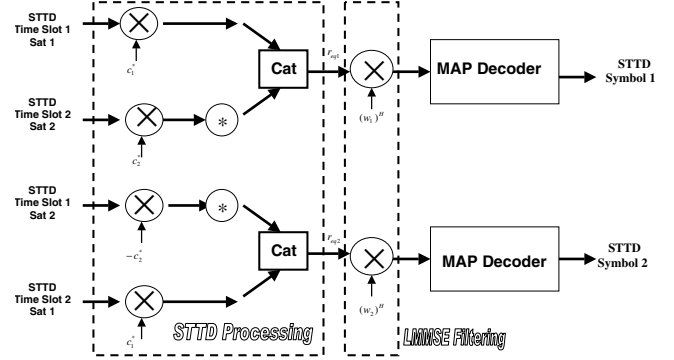 STTD
Time Slot 1
Sat 1
c₁*
STTD
Time Slot 2
Sat 2
c₂*
*
Cat
r_eq1
(w₁)ᴴ
MAP Decoder
STTD
Symbol 1
STTD
Time Slot 1
Sat 2
-c₂*
*
STTD
Time Slot 2
Sat 1
c₁*
Cat
r_eq2
(w₂)ᴴ
MAP Decoder
STTD
Symbol 2
STTD Processing
LMMSE Filtering